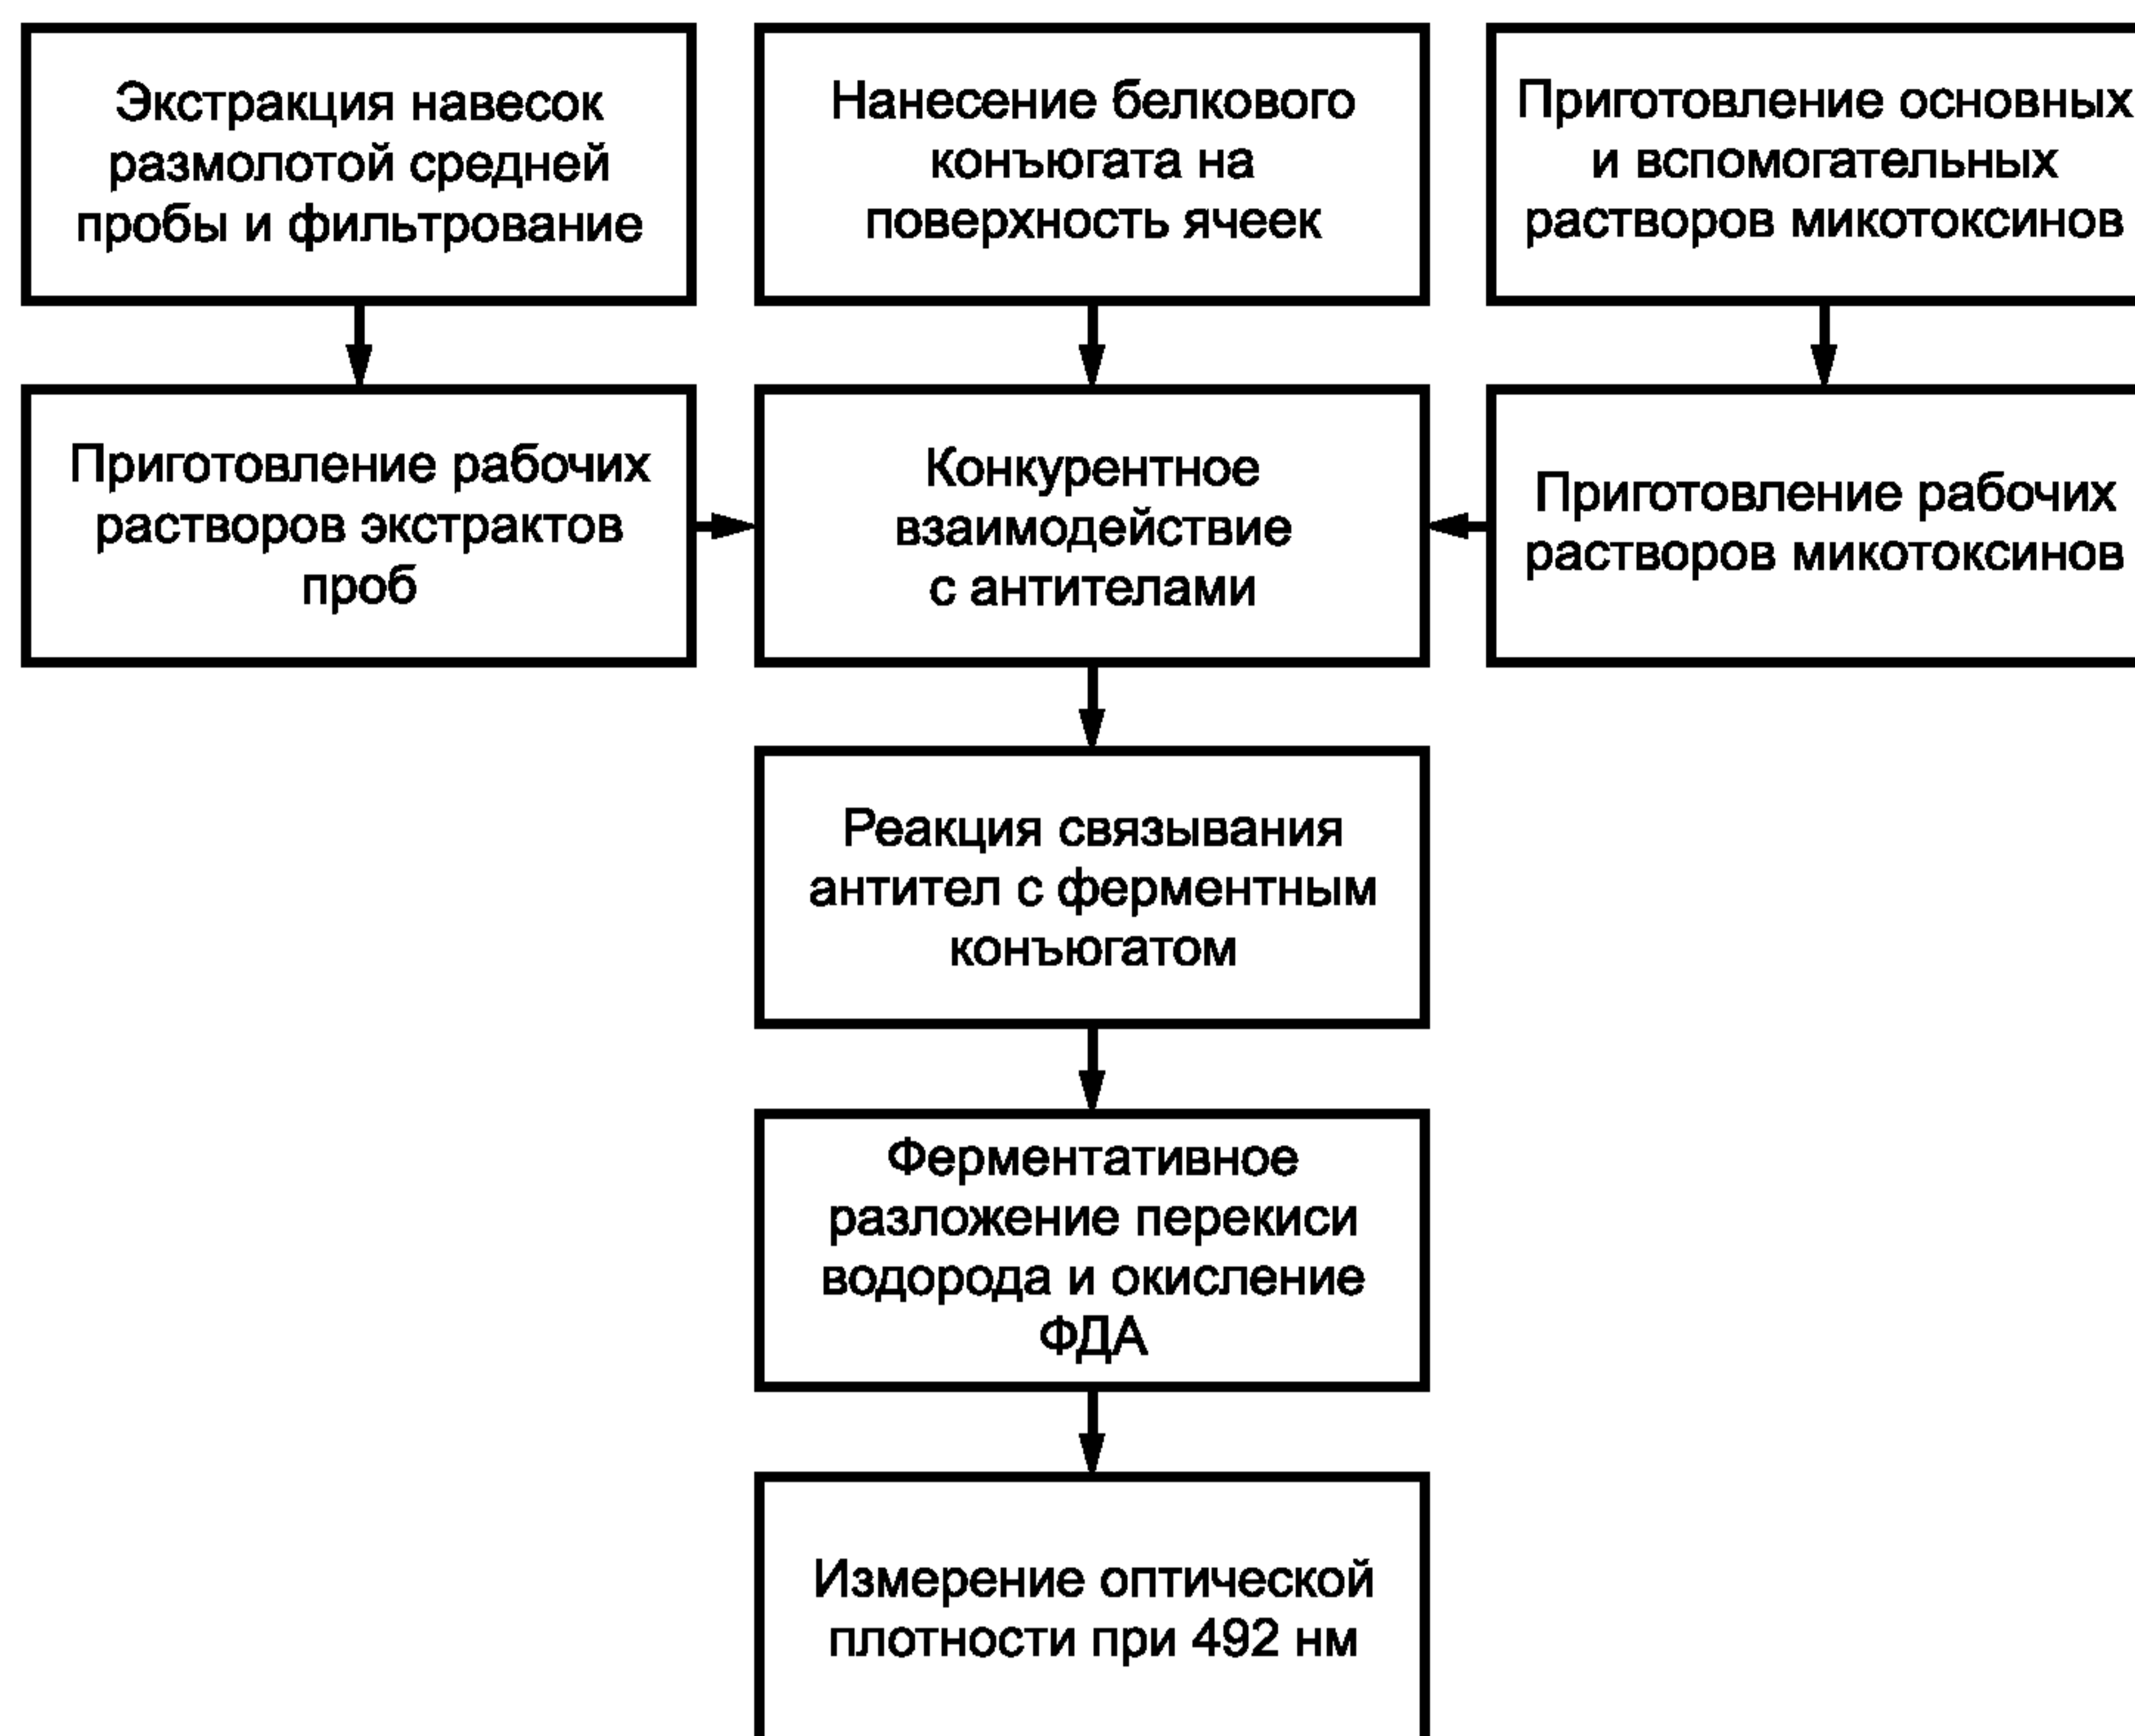 Экстракция навесок
размолотой средней
пробы и фильтрование
Нанесение белкового
конъюгата на
поверхность ячеек
Приготовление основных
и вспомогательных
растворов микотоксинов
Приготовление рабочих
растворов экстрактов
проб
Конкурентное
взаимодействие
с антителами
Приготовление рабочих
растворов микотоксинов
Реакция связывания
антител с ферментным
конъюгатом
Ферментативное
разложение перекиси
водорода и окисление
ФДА
Измерение оптической
плотности при 492 нм